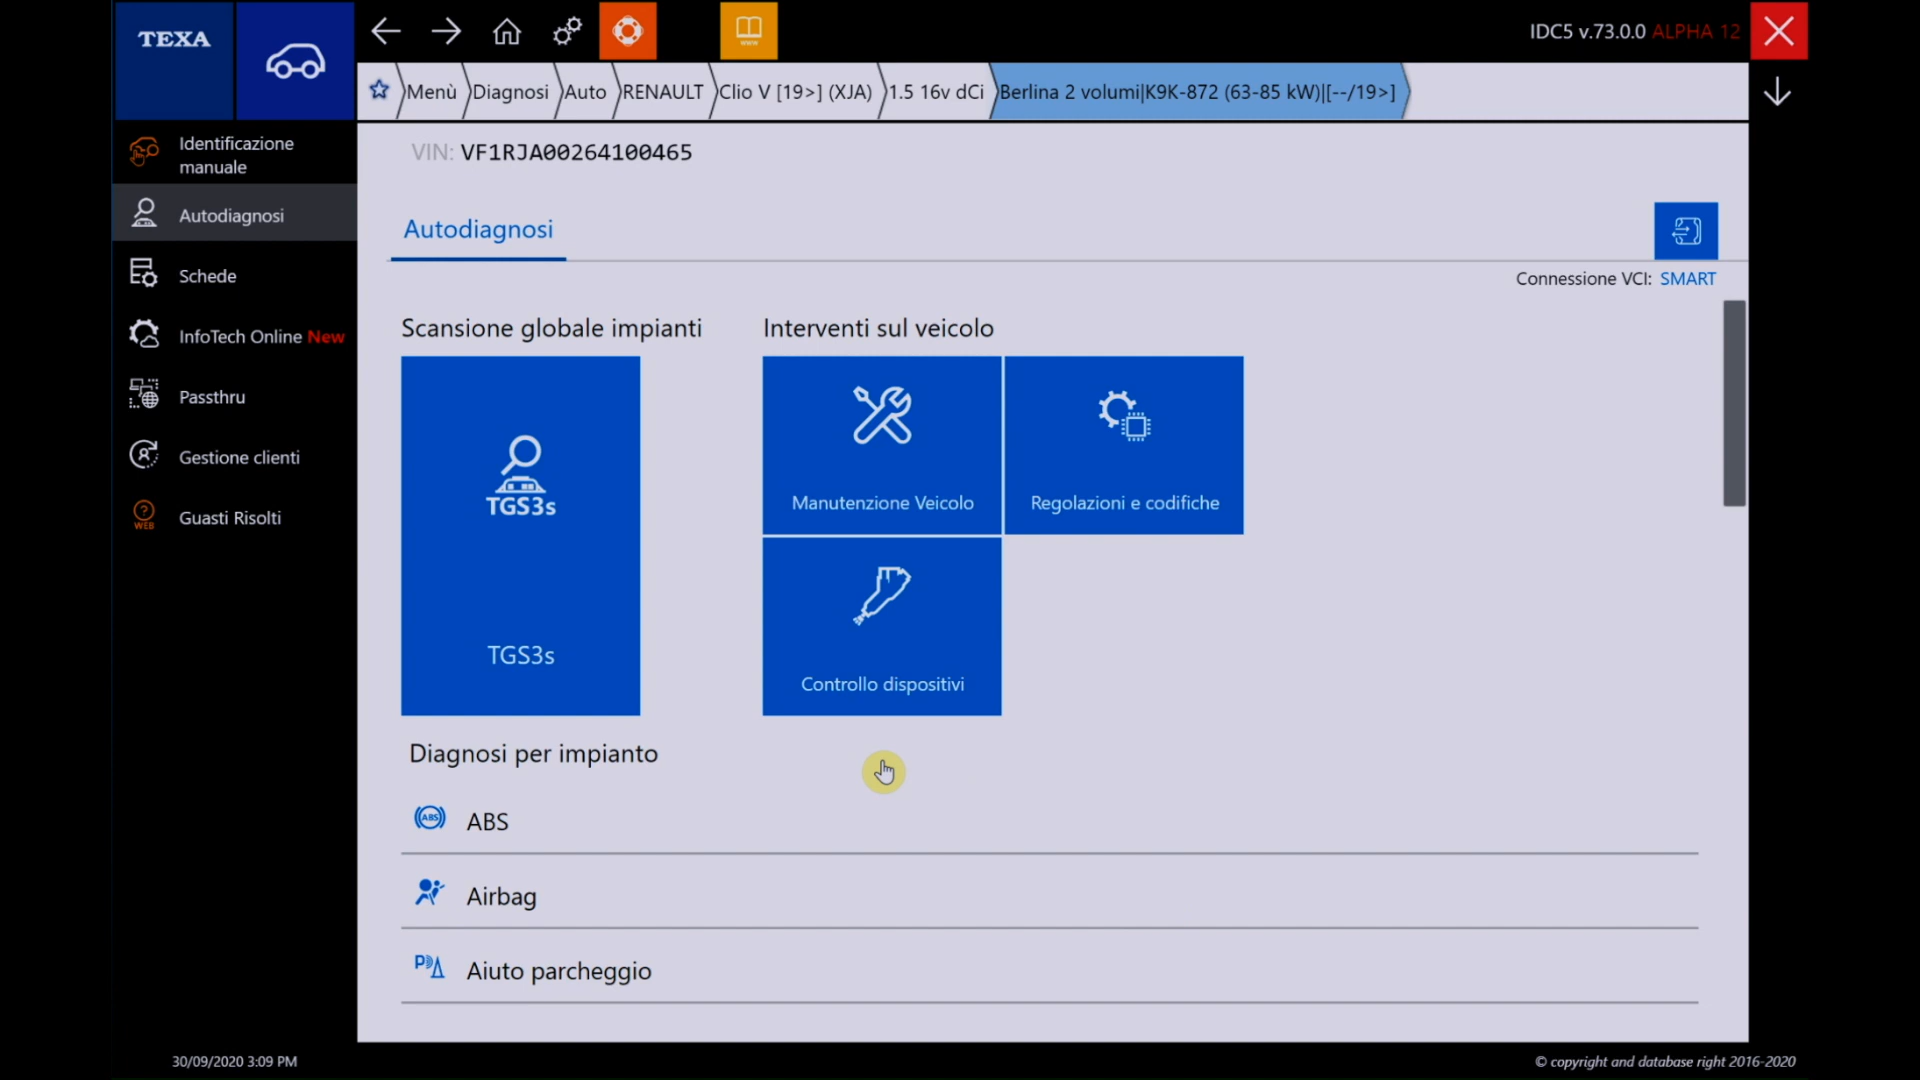 TEXA
www
IDC5 v.73.0.0 ALPHA 12
Menù
Diagnosi
Auto
RENAULT
Clio V [19>] (XJA)
1.5 16v dCi
Berlina 2 volumi|K9K-872 (63-85 kW)|[--/19>]
Identificazione
manuale
Autodiagnosi
Schede
InfoTech Online New
Passthru
Gestione clienti
WEB
Guasti Risolti
VIN: VF1RJA00264100465
Autodiagnosi
Connessione VCI: SMART
Scansione globale impianti
TGS3s
TGS3s
Interventi sul veicolo
Manutenzione Veicolo
Regolazioni e codifiche
Controllo dispositivi
Diagnosi per impianto
ABS
ABS
Airbag
P
Aiuto parcheggio
30/09/2020 3:09 PM
© copyright and database right 2016-2020